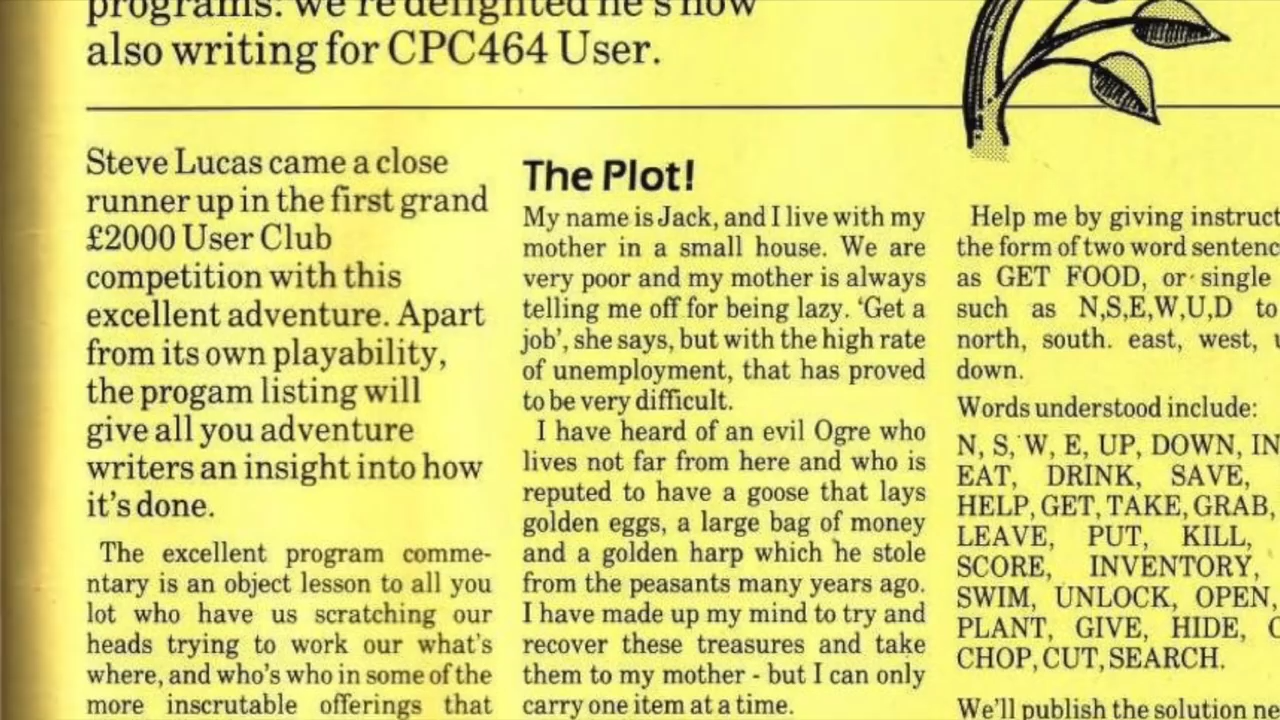 programs: we're delighted he's now
also writing for CPC464 User.
Steve Lucas came a close
runner up in the first grand
£2000 User Club
competition with this
excellent adventure. Apart
from its own playability,
the progam listing will
give all you adventure
writers an insight into how
it's done.
The excellent program comme-
ntary is an object lesson to all you
lot who have us scratching our
heads trying to work our what's
where, and who's who in some of the
more inscrutable offerings that
The Plot!
My name is Jack, and I live with my
mother in a small house. We are
very poor and my mother is always
telling me off for being lazy. 'Get a
job', she says, but with the high rate
of unemployment, that has proved
to be very difficult.
I have heard of an evil Ogre who
lives not far from here and who is
reputed to have a goose that lays
golden eggs, a large bag of money
and a golden harp which he stole
from the peasants many years ago.
I have made up my mind to try and
recover these treasures and take
them to my mother - but I can only
carry one item at a time.
Help me by giving instruct
the form of two word sentenc
as GET FOOD, or single
such as N,S,E,W,U,D to
north, south. east, west,
down.
Words understood include:
N, S, W, E, UP, DOWN, IN
EAT, DRINK, SAVE,
HELP, GET, TAKE, GRAB,
LEAVE, PUT, KILL,
SCORE, INVENTORY,
SWIM, UNLOCK, OPEN,
PLANT, GIVE, HIDE,
CHOP, CUT, SEARCH.
We'll publish the solution ne